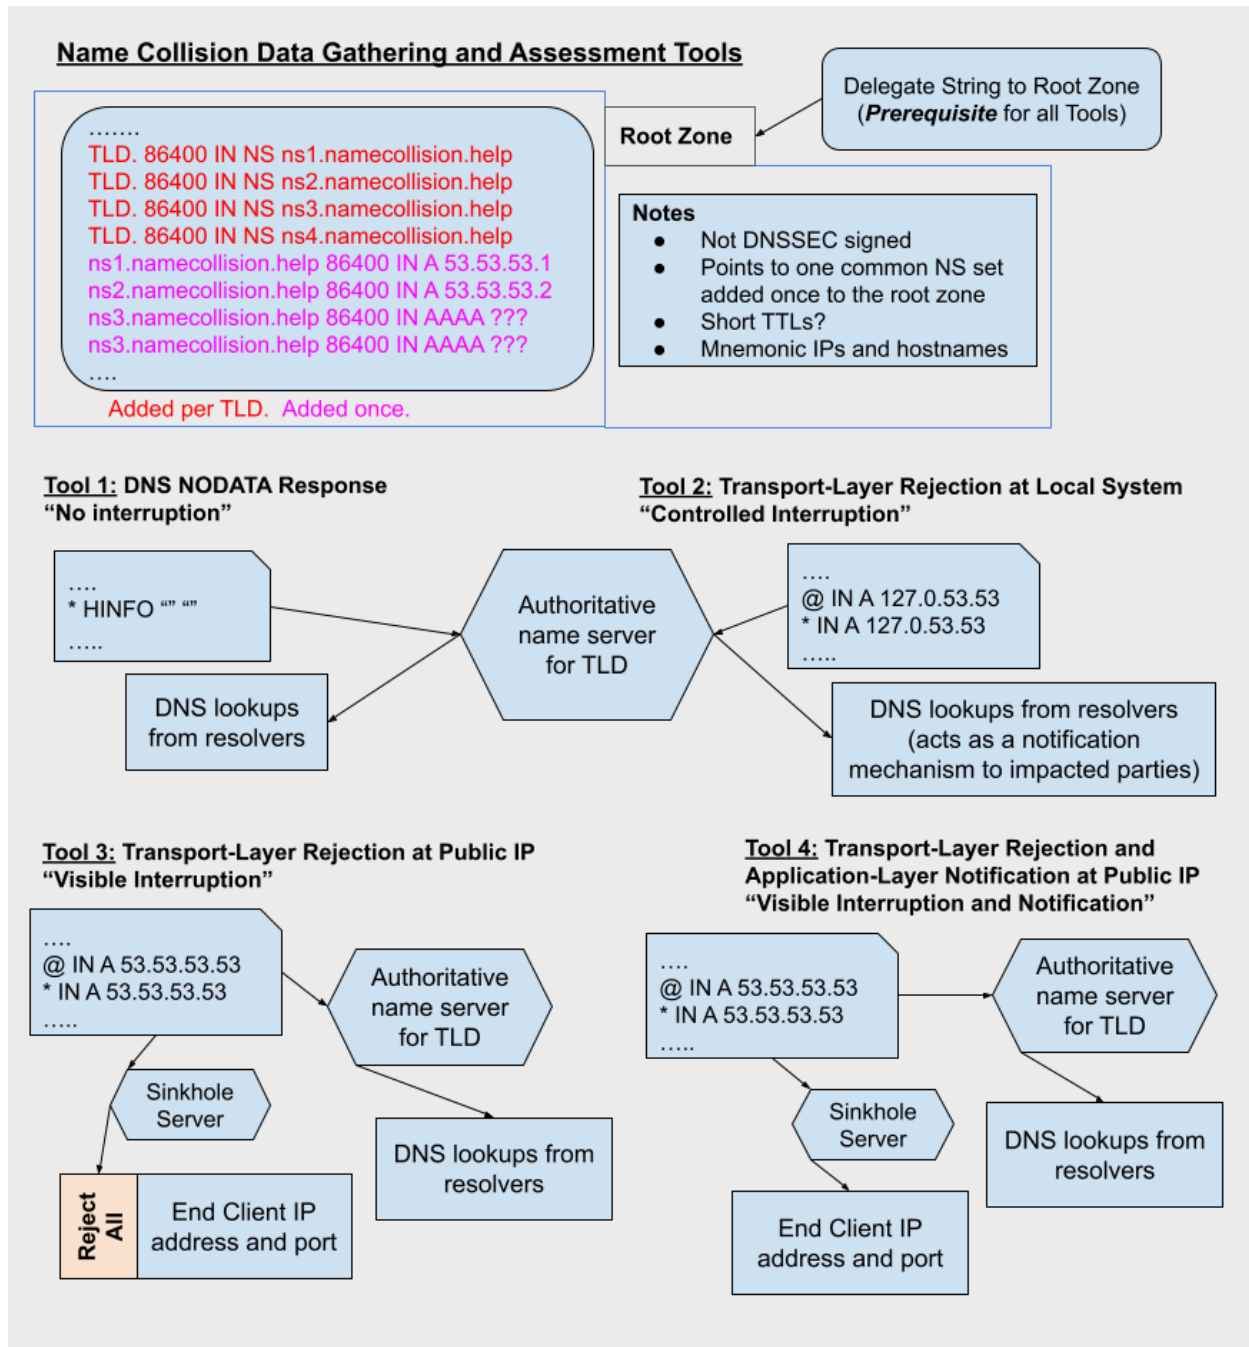 Name Collision Data Gathering and Assessment Tools
Delegate String to Root Zone
(Prerequisite for all Tools)
Root Zone
.......
TLD. 86400 IN NS ns1.namecollision.help
TLD. 86400 IN NS ns2.namecollision.help
TLD. 86400 IN NS ns3.namecollision.help
TLD. 86400 IN NS ns4.namecollision.help
ns1.namecollision.help 86400 IN A 53.53.53.1
ns2.namecollision.help 86400 IN A 53.53.53.2
ns3.namecollision.help 86400 IN AAAA ???
ns3.namecollision.help 86400 IN AAAA ???
....
Added per TLD. Added once.
Notes
● Not DNSSEC signed
● Points to one common NS set
added once to the root zone
● Short TTLs?
● Mnemonic IPs and hostnames
Tool 1: DNS NODATA Response
“No interruption”
....
* HINFO “” “”
.....
DNS lookups
from resolvers
Authoritative
name server
for TLD
Tool 2: Transport-Layer Rejection at Local System
“Controlled Interruption”
....
@ IN A 127.0.53.53
* IN A 127.0.53.53
.....
DNS lookups from resolvers
(acts as a notification
mechanism to impacted parties)
Tool 3: Transport-Layer Rejection at Public IP
“Visible Interruption”
....
@ IN A 53.53.53.53
* IN A 53.53.53.53
.....
Authoritative
name server
for TLD
Sinkhole
Server
DNS lookups from
resolvers
Reject
All
End Client IP
address and port
Tool 4: Transport-Layer Rejection and
Application-Layer Notification at Public IP
“Visible Interruption and Notification”
....
@ IN A 53.53.53.53
* IN A 53.53.53.53
.....
Authoritative
name server
for TLD
Sinkhole
Server
DNS lookups from
resolvers
End Client IP
address and port